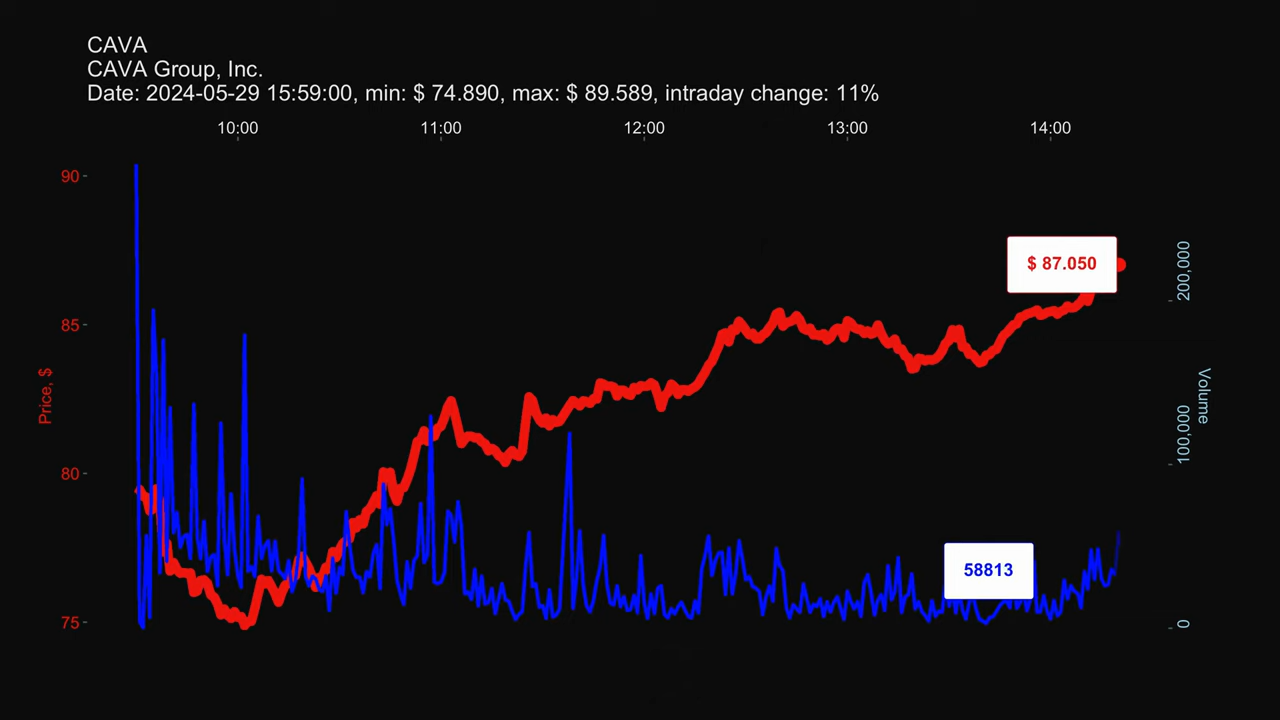 CAVA
CAVA Group, Inc.
Date: 2024-05-29 15:59:00, min: $ 74.890, max: $ 89.589, intraday change: 11%
10:00 11:00 12:00 13:00 14:00
90
85
80
75
Price, $
$ 87.050
58813
200,000
100,000
0
Volume